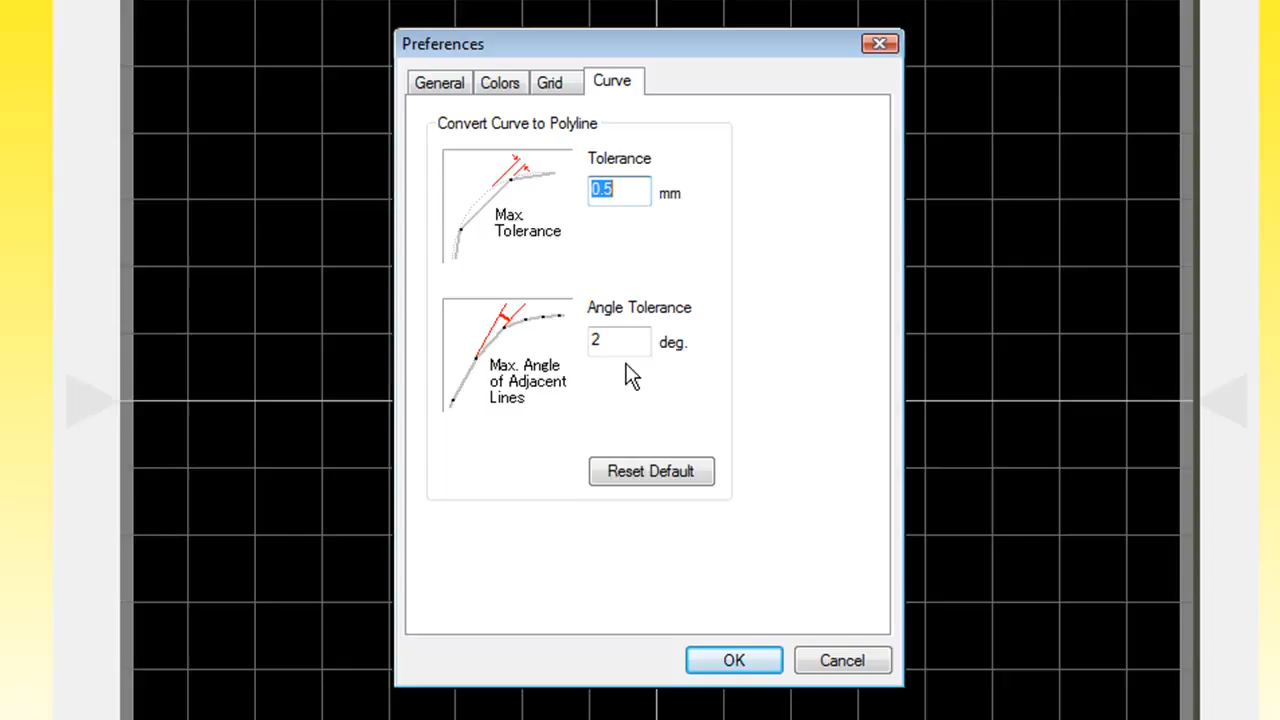 Preferences
General Colors Grid Curve
Convert Curve to Polyline
Tolerance
0.5 mm
Max.
Tolerance
Angle Tolerance
2 deg.
Max. Angle
of Adjacent
Lines
Reset Default
OK Cancel